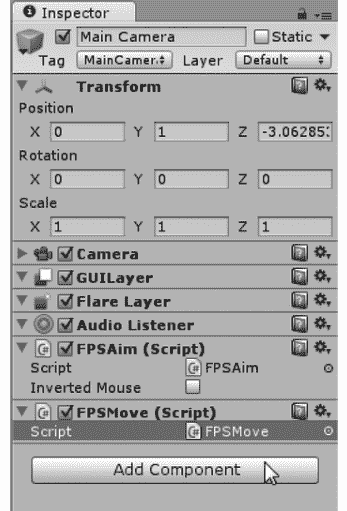 Inspector
Main Camera Static
Tag MainCamer Layer Default
Transform
Position
X 0 Y 1 Z -3.06285
Rotation
X 0 Y 0 Z 0
Scale
X 1 Y 1 Z 1
Camera
GUILayer
Flare Layer
Audio Listener
FPSAim (Script)
Script FPSAim
Inverted Mouse
FPSMove (Script)
Script FPSMove
Add Component